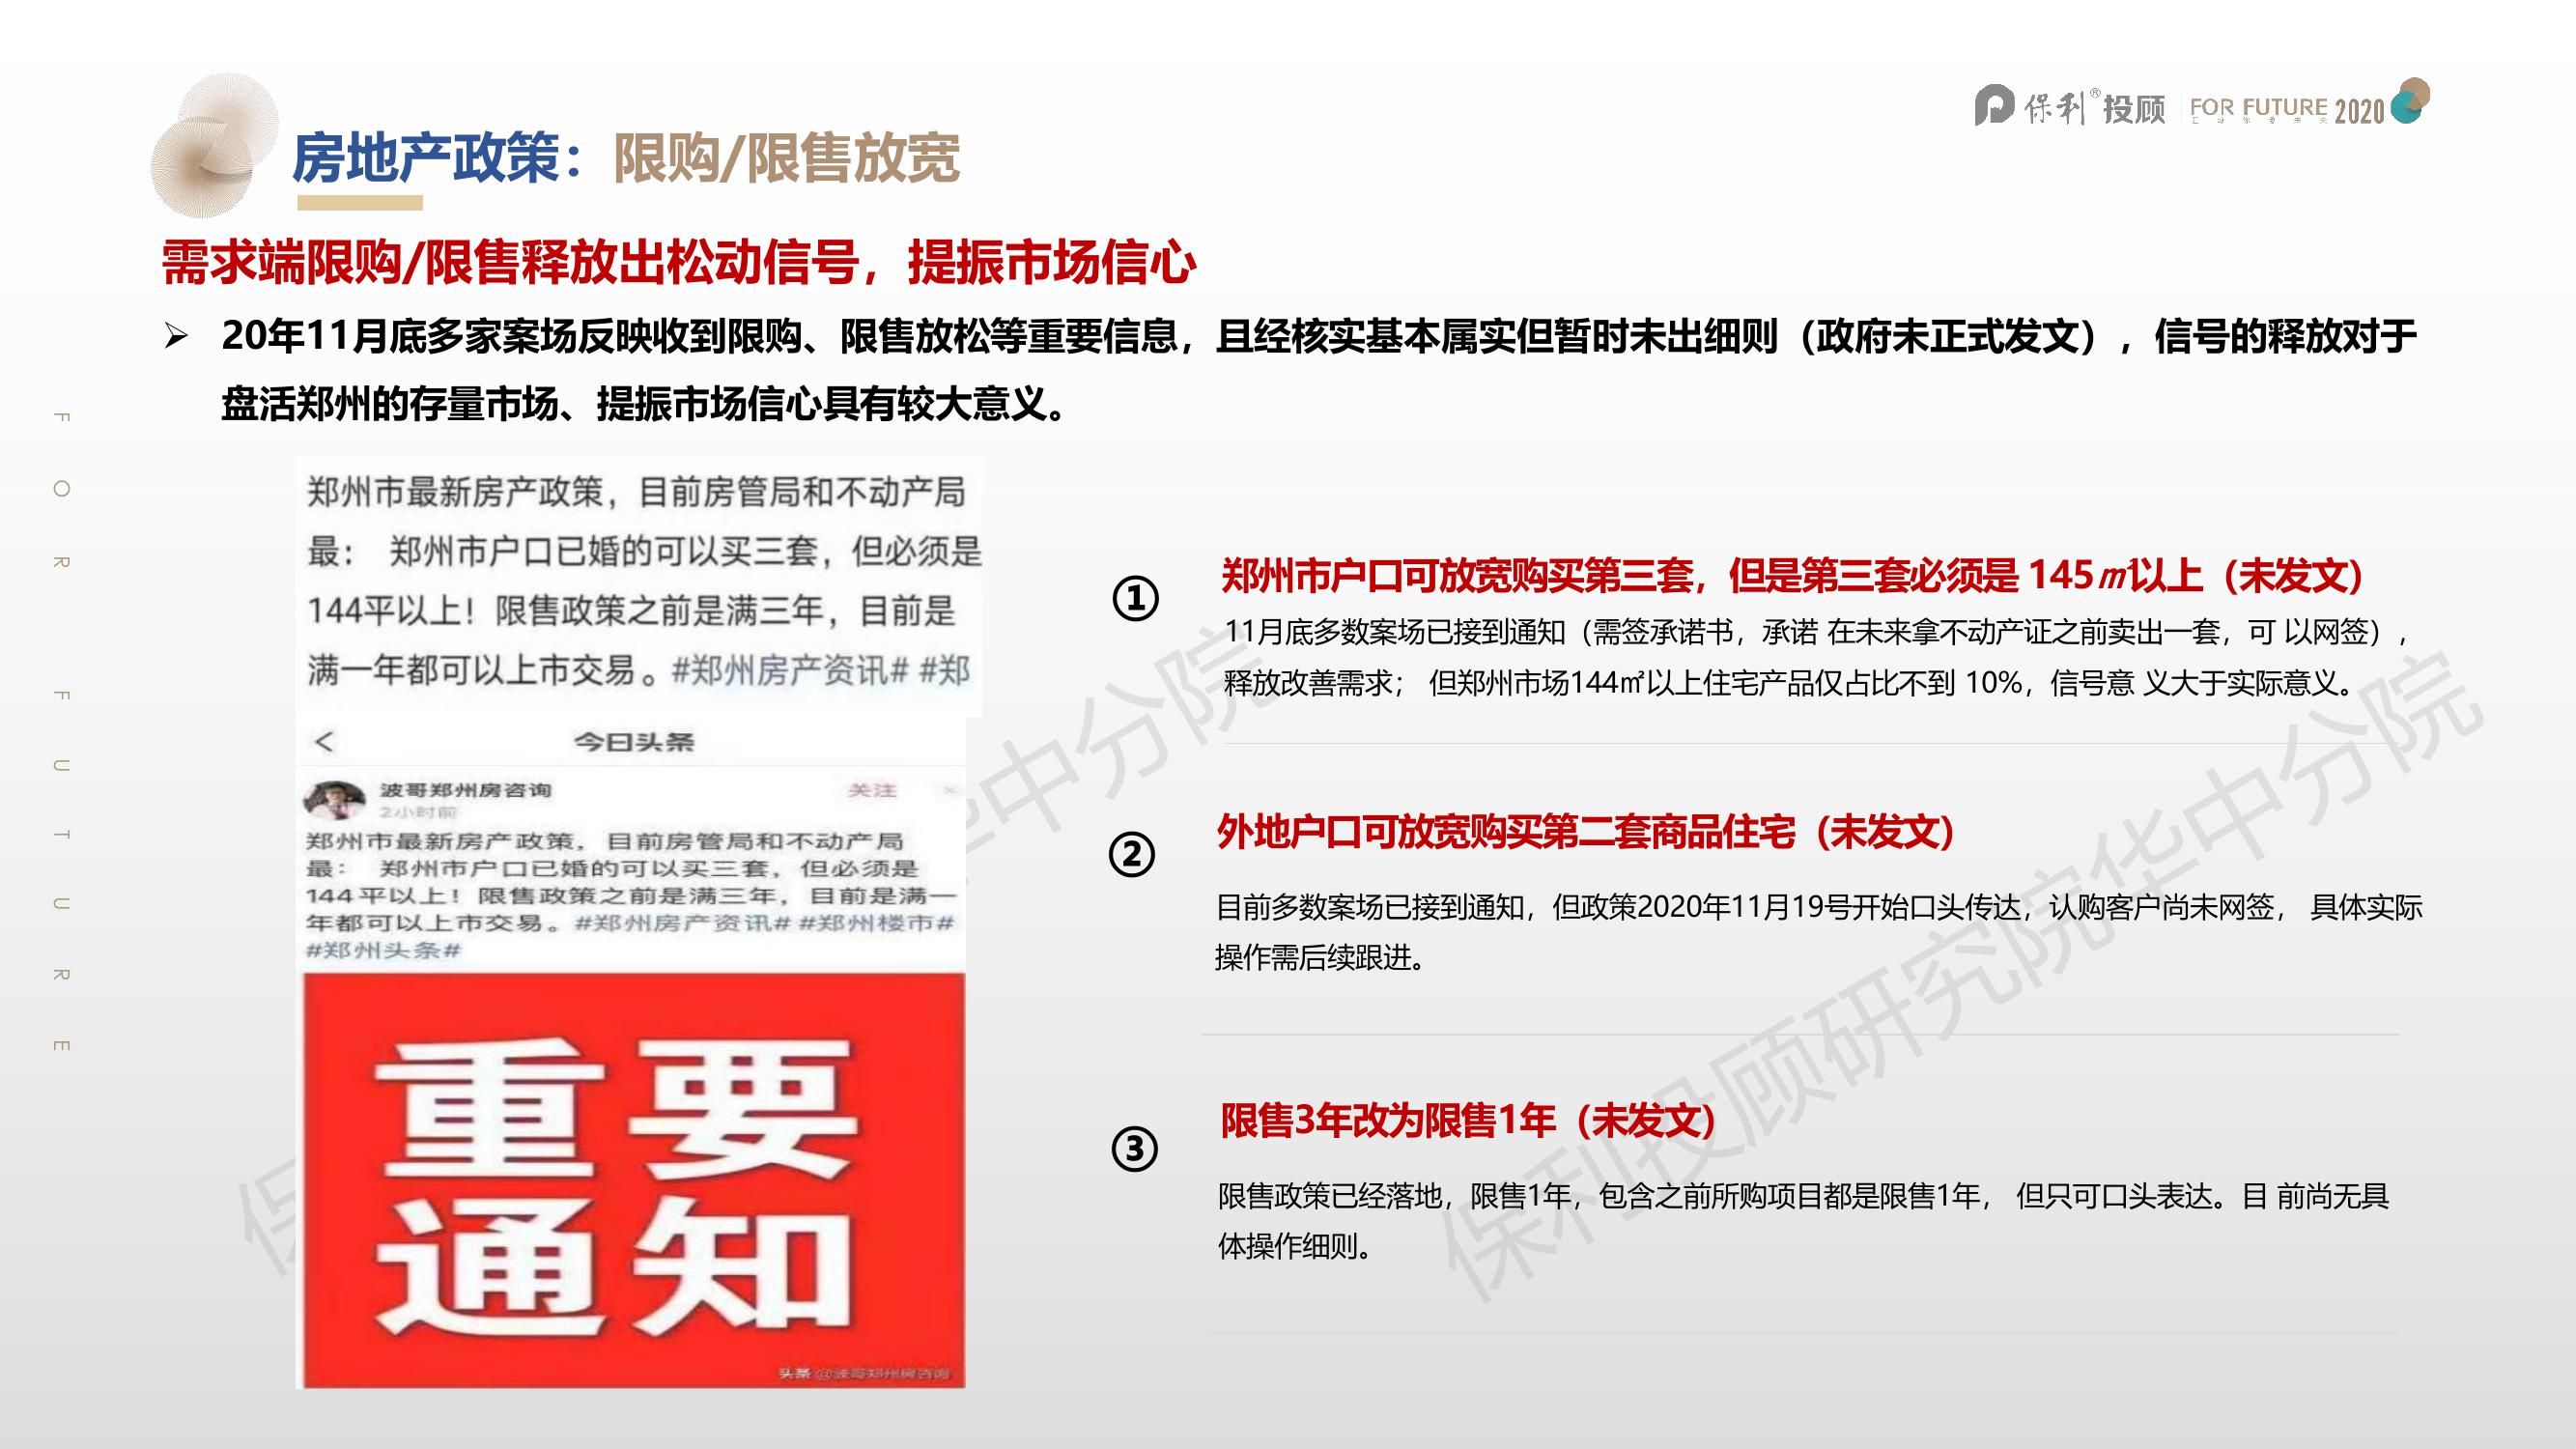 保利®投顾 FOR FUTURE 2020
房地产政策：限购/限售放宽
需求端限购/限售释放出松动信号，提振市场信心
➢ 20年11月底多家案场反映收到限购、限售放松等重要信息，且经核实基本属实但暂时未出细则（政府未正式发文），信号的释放对于
盘活郑州的存量市场、提振市场信心具有较大意义。
FOR FUTURE
郑州市最新房产政策，目前房管局和不动产局
最： 郑州市户口已婚的可以买三套，但必须是
144平以上！限售政策之前是满三年，目前是
满一年都可以上市交易。#郑州房产资讯# #郑
今日头条
波哥郑州房咨询 关注
2小时前
郑州市最新房产政策，目前房管局和不动产局
最： 郑州市户口已婚的可以买三套，但必须是
144平以上！限售政策之前是满三年，目前是满一
年都可以上市交易。#郑州房产资讯# #郑州楼市#
#郑州头条#
重要
通知
头条 @波哥郑州房咨询
①
郑州市户口可放宽购买第三套，但是第三套必须是 145㎡以上（未发文）
11月底多数案场已接到通知（需签承诺书，承诺 在未来拿不动产证之前卖出一套，可 以网签），
释放改善需求； 但郑州市场144㎡以上住宅产品仅占比不到 10%，信号意 义大于实际意义。
②
外地户口可放宽购买第二套商品住宅（未发文）
目前多数案场已接到通知，但政策2020年11月19号开始口头传达，认购客户尚未网签， 具体实际
操作需后续跟进。
③
限售3年改为限售1年（未发文）
限售政策已经落地，限售1年，包含之前所购项目都是限售1年， 但只可口头表达。目 前尚无具
体操作细则。
保利投顾研究院华中分院